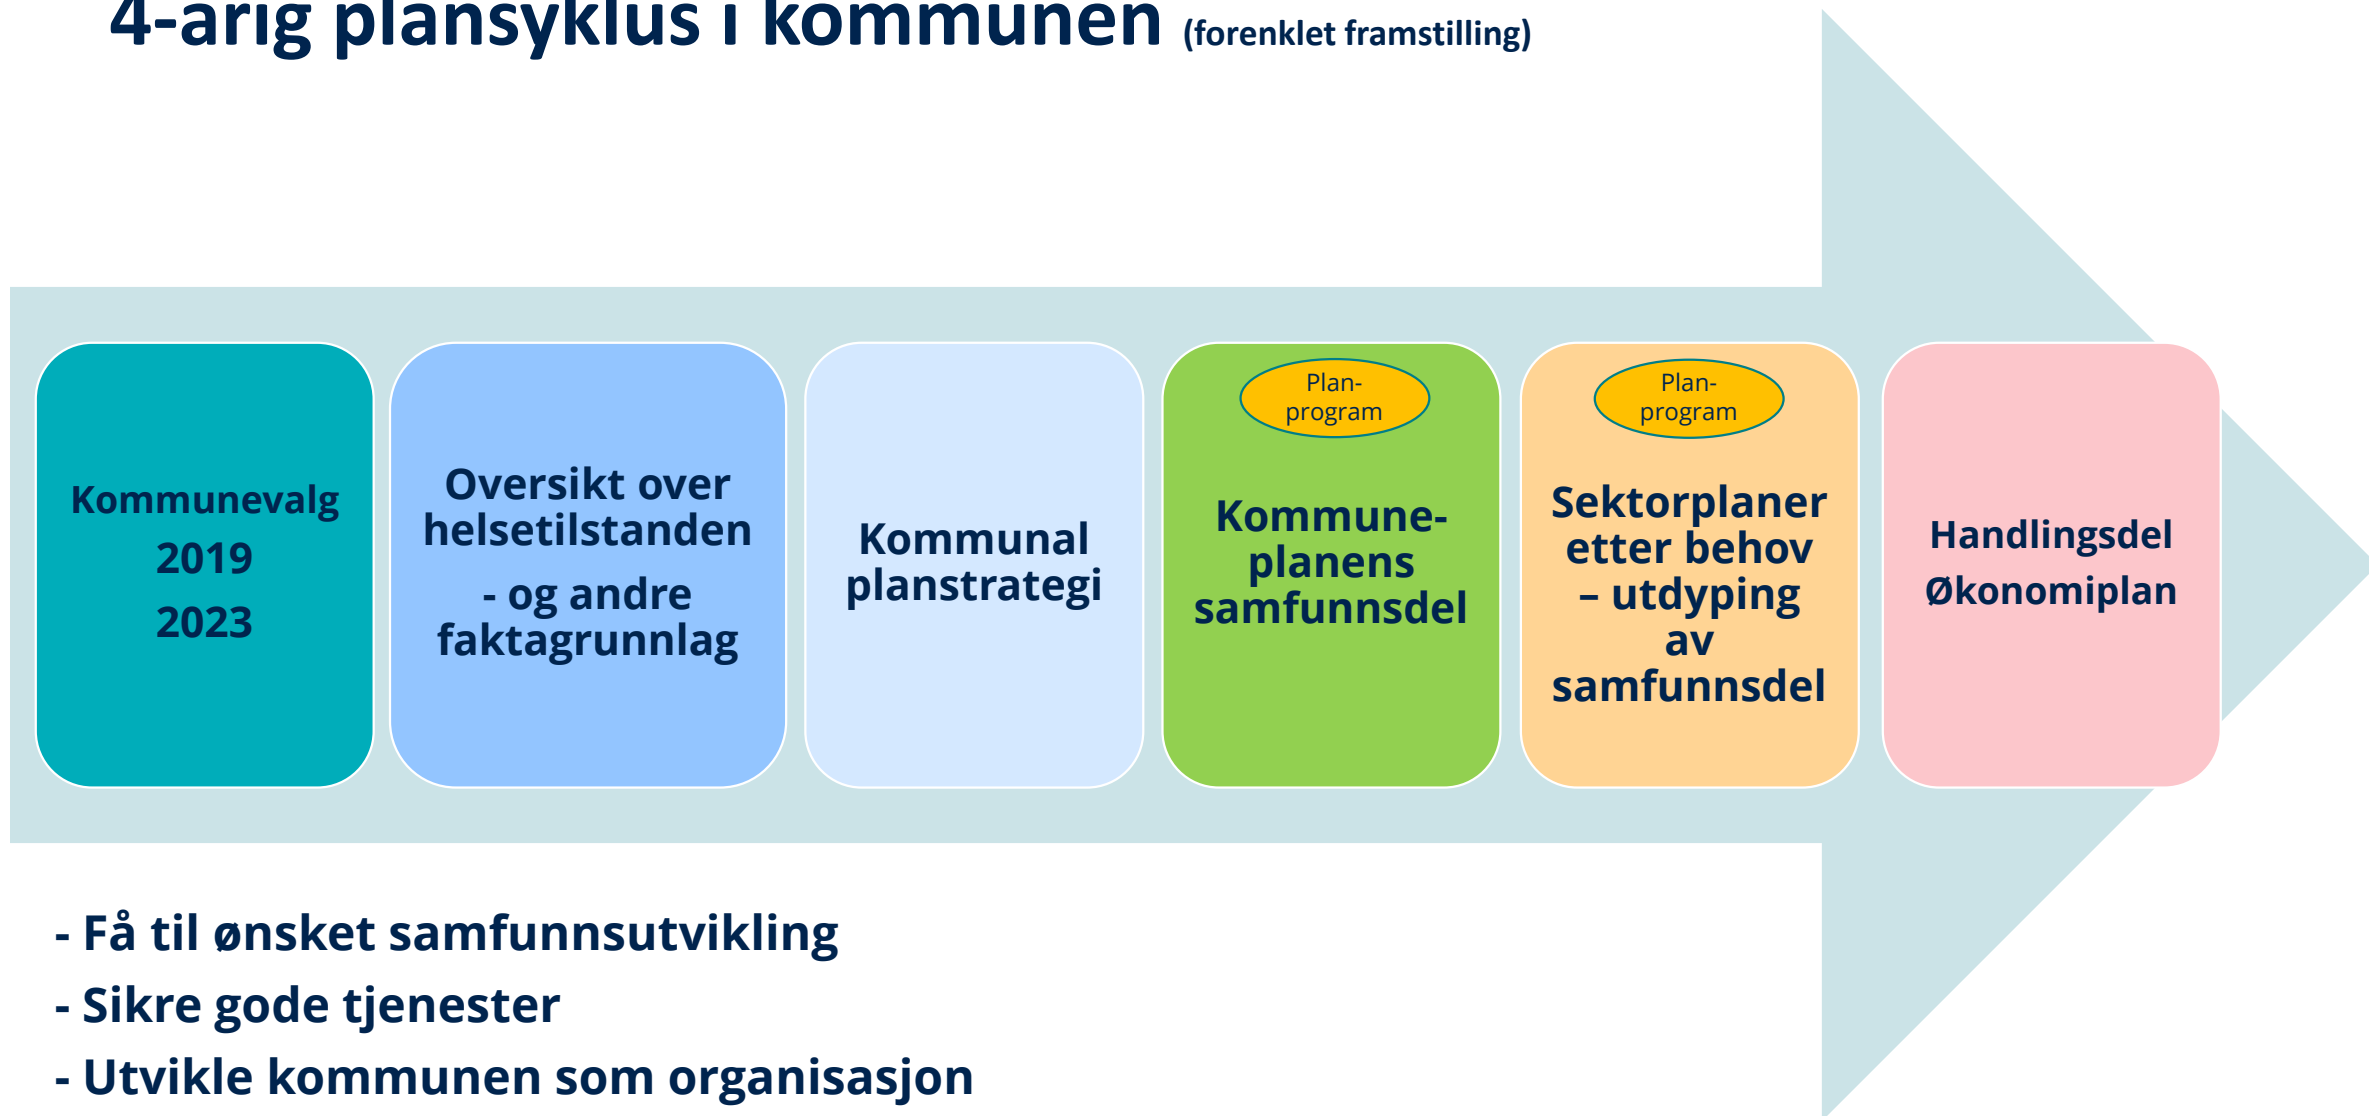 4-årig plansyklus i kommunen (forenklet framstilling)
Kommunevalg
2019
2023
Oversikt over
helsetilstanden
- og andre
faktagrunnlag
Kommunal
planstrategi
Plan-
program
Kommune-
planens
samfunnsdel
Plan-
program
Sektorplaner
etter behov
– utdyping
av
samfunnsdel
Handlingsdel
Økonomiplan
- Få til ønsket samfunnsutvikling
- Sikre gode tjenester
- Utvikle kommunen som organisasjon